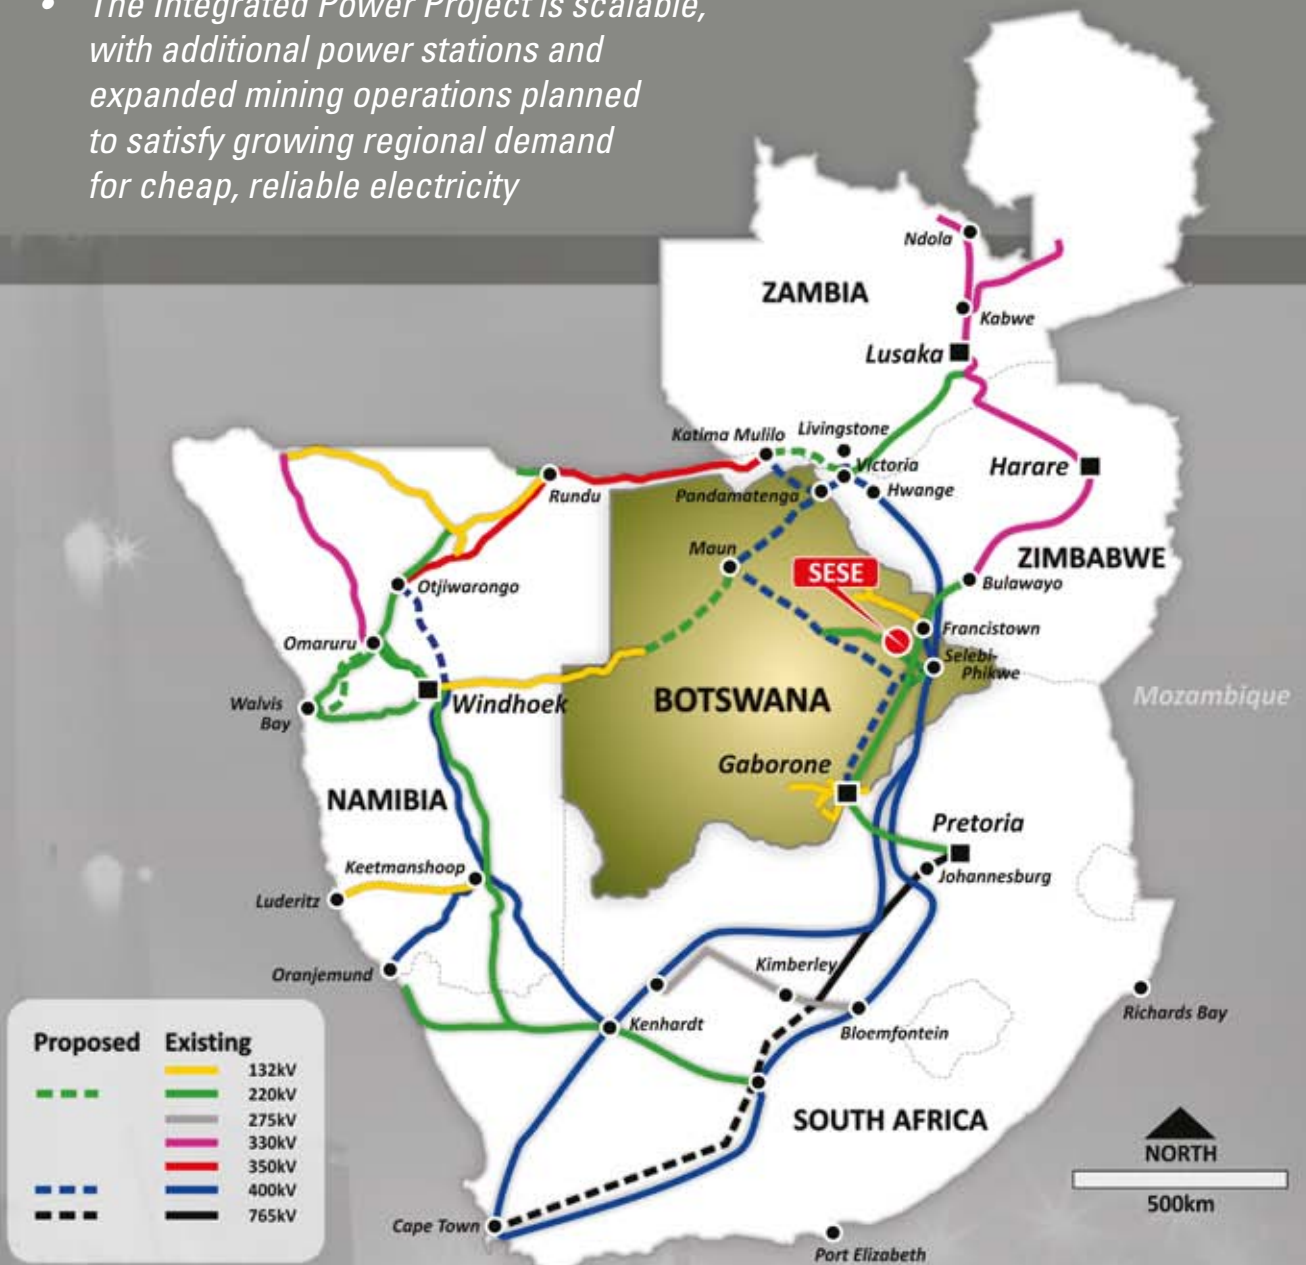 • The Integrated Power Project is scalable,
with additional power stations and
expanded mining operations planned
to satisfy growing regional demand
for cheap, reliable electricity
Ndola
ZAMBIA
Kabwe
Lusaka
Katima Mulilo
Livingstone
Victoria
Harare
Rundu
Pandamatenga
Hwange
Maun
ZIMBABWE
SESE
Otjiwarongo
Bulawayo
Francistown
Omaruru
Selebi-
Phikwe
Walvis
Bay
Windhoek
BOTSWANA
Mozambique
Gaborone
NAMIBIA
Pretoria
Keetmanshoop
Johannesburg
Luderitz
Oranjemund
Kimberley
Richards Bay
Kenhardt
Bloemfontein
Proposed Existing
132kV
220kV
275kV
330kV
350kV
400kV
765kV
SOUTH AFRICA
NORTH
500km
Cape Town
Port Elizabeth